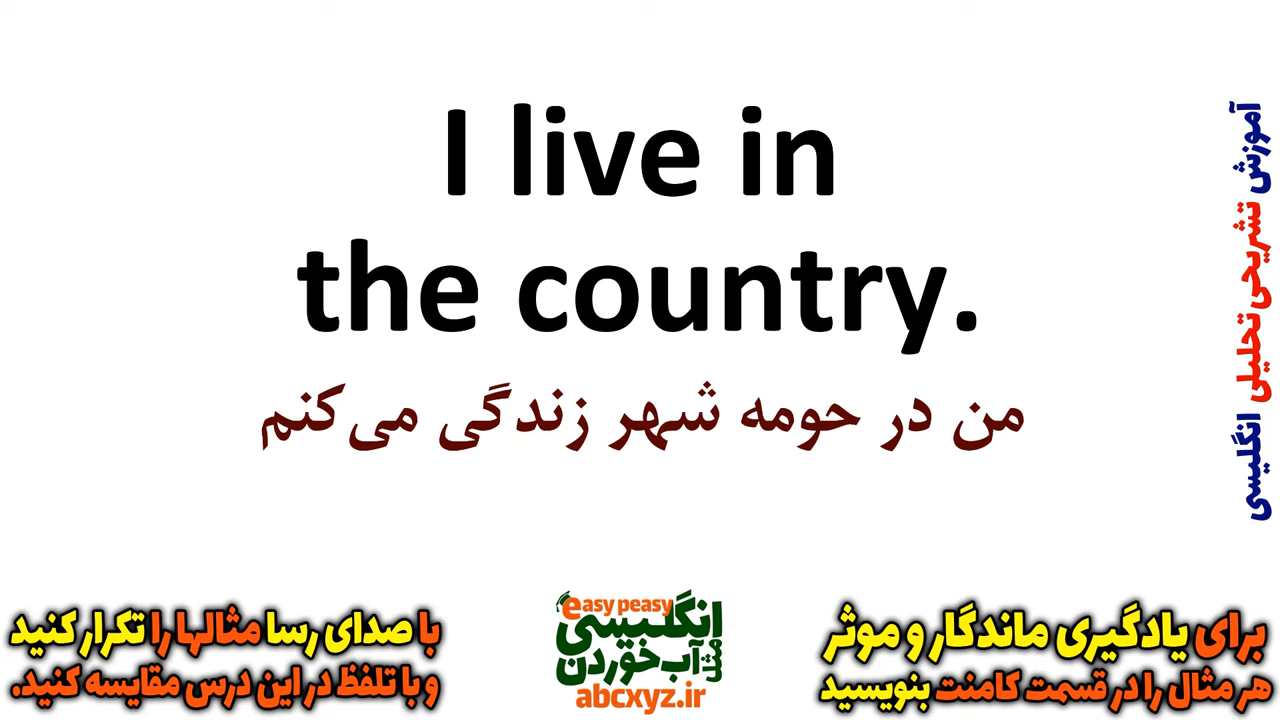 I live in
the country.
من در حومه شهر زندگی می‌کنم
آموزش تشریحی تحلیلی انگلیسی
با صدای رسا مثالها را تکرار کنید
و با تلفظ در این درس مقایسه کنید.
easy peasy
انگلیسی
مثل آب خوردن
abcxyz.ir
برای یادگیری ماندگار و موثر
هر مثال را در قسمت کامنت بنویسید